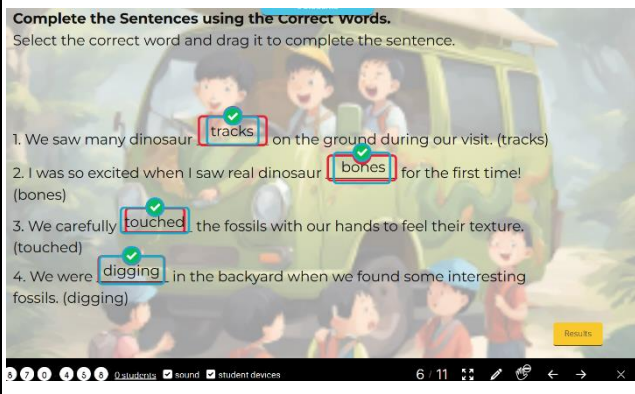 Complete the Sentences using the Correct Words.
Select the correct word and drag it to complete the sentence.
1. We saw many dinosaur tracks on the ground during our visit. (tracks)
2. I was so excited when I saw real dinosaur bones for the first time!
(bones)
3. We carefully touched the fossils with our hands to feel their texture.
(touched)
4. We were digging in the backyard when we found some interesting
fossils. (digging)
Results
0 students sound student devices 6 / 11